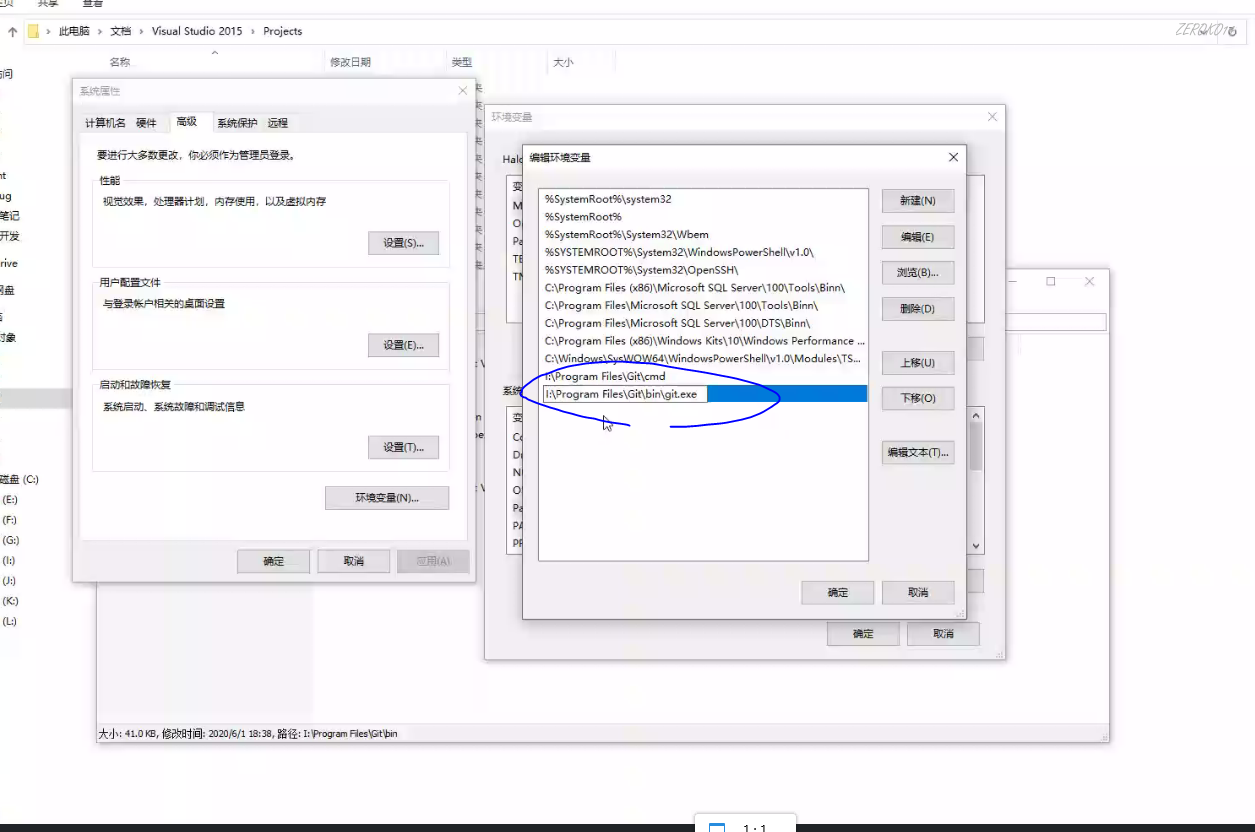 共享
查看
此电脑 › 文档 › Visual Studio 2015 › Projects
ZEROKO14
名称
修改日期
类型
大小
系统属性
计算机名
硬件
高级
系统保护
远程
要进行大多数更改，你必须作为管理员登录。
性能
视觉效果，处理器计划，内存使用，以及虚拟内存
设置(S)...
用户配置文件
与登录帐户相关的桌面设置
设置(E)...
启动和故障恢复
系统启动、系统故障和调试信息
设置(T)...
环境变量(N)...
确定
取消
应用(A)
环境变量
编辑环境变量
%SystemRoot%\system32
%SystemRoot%
%SystemRoot%\System32\Wbem
%SYSTEMROOT%\System32\WindowsPowerShell\v1.0\
%SYSTEMROOT%\System32\OpenSSH\
C:\Program Files (x86)\Microsoft SQL Server\100\Tools\Binn\
C:\Program Files\Microsoft SQL Server\100\Tools\Binn\
C:\Program Files\Microsoft SQL Server\100\DTS\Binn\
C:\Program Files (x86)\Windows Kits\10\Windows Performance ...
C:\Windows\SysWOW64\WindowsPowerShell\v1.0\Modules\TS...
I:\Program Files\Git\cmd
I:\Program Files\Git\bin\git.exe
新建(N)
编辑(E)
浏览(B)...
删除(D)
上移(U)
下移(O)
编辑文本(T)...
确定
取消
确定
取消
(C:)
(E:)
(F:)
(G:)
(I:)
(J:)
(K:)
(L:)
大小: 41.0 KB, 修改时间: 2020/6/1 18:38, 路径: I:\Program Files\Git\bin
1:1